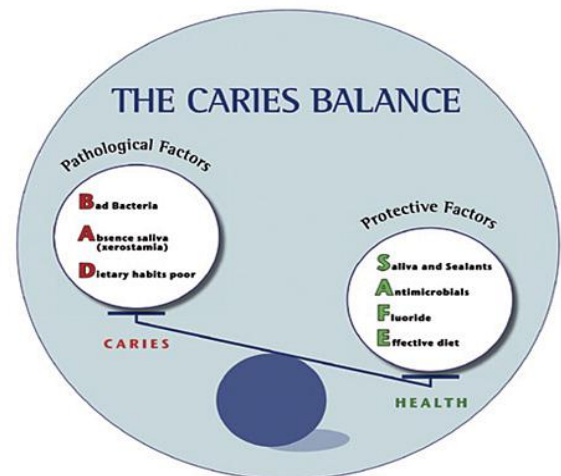 THE CARIES BALANCE
Pathological Factors
Bad Bacteria
Absence saliva
(xerostamia)
Dietary habits poor
CARIES
Protective Factors
Saliva and Sealants
Antimicrobials
Fluoride
Effective diet
HEALTH